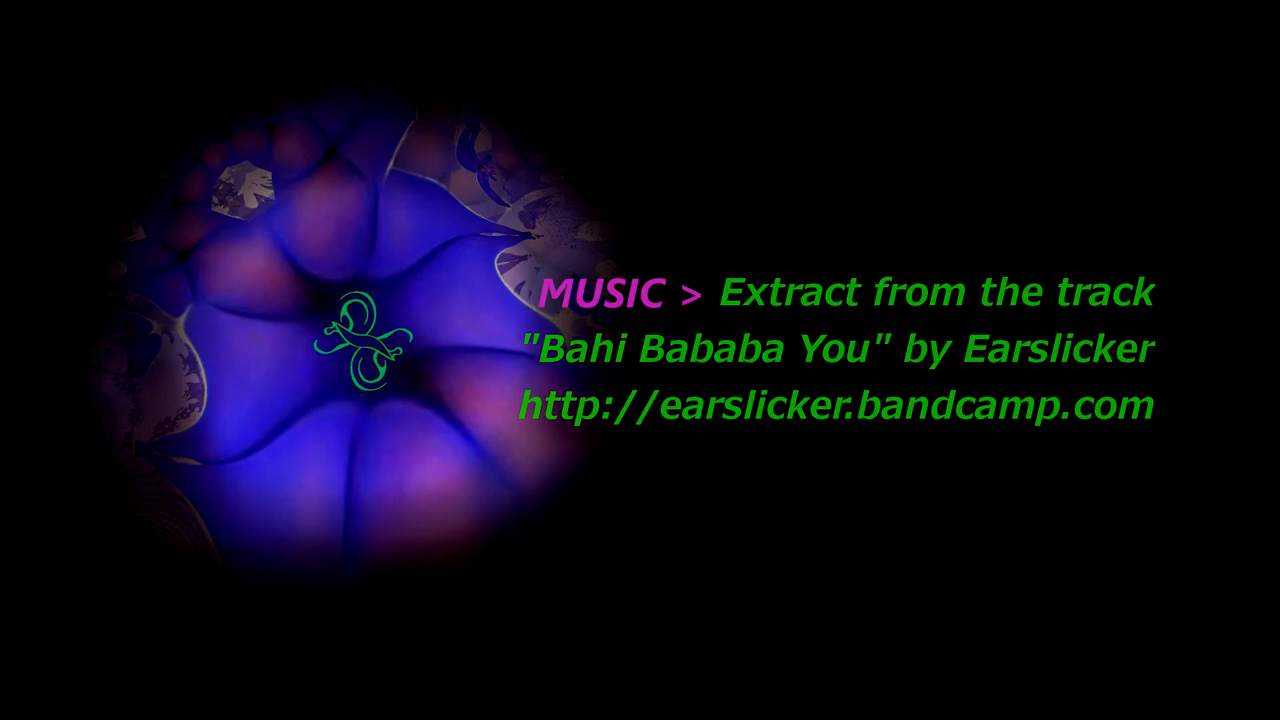 MUSIC > Extract from the track
"Bahi Bababa You" by Earslicker
http://earslicker.bandcamp.com